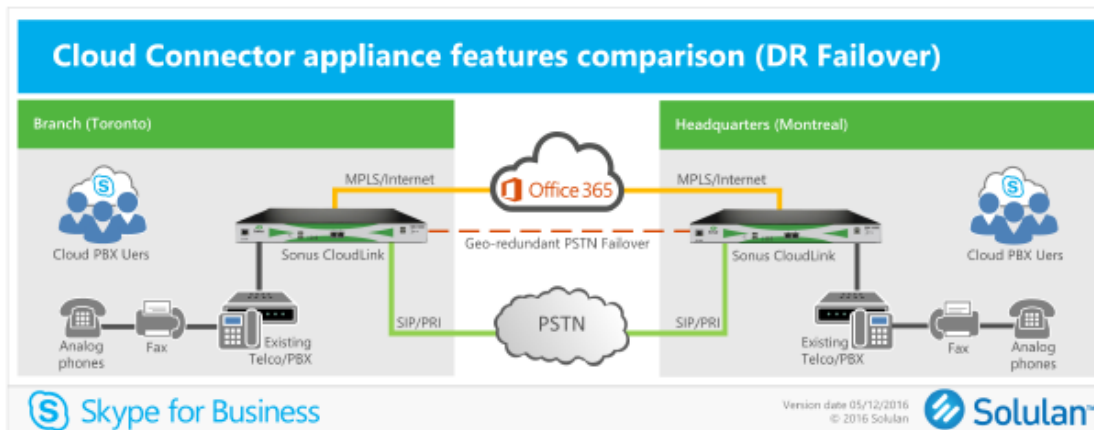 Cloud Connector appliance features comparison (DR Failover)
Branch (Toronto)
Headquarters (Montreal)
MPLS/Internet
Office 365
MPLS/Internet
Cloud PBX Uers
Sonus CloudLink
Geo-redundant PSTN Failover
Sonus CloudLink
Cloud PBX Uers
SIP/PRI
PSTN
SIP/PRI
Analog
phones
Fax
Existing
Telco/PBX
Existing
Telco/PBX
Fax
Analog
phones
S
Skype for Business
Version date 05/12/2016
© 2016 Solulan
Solulan™